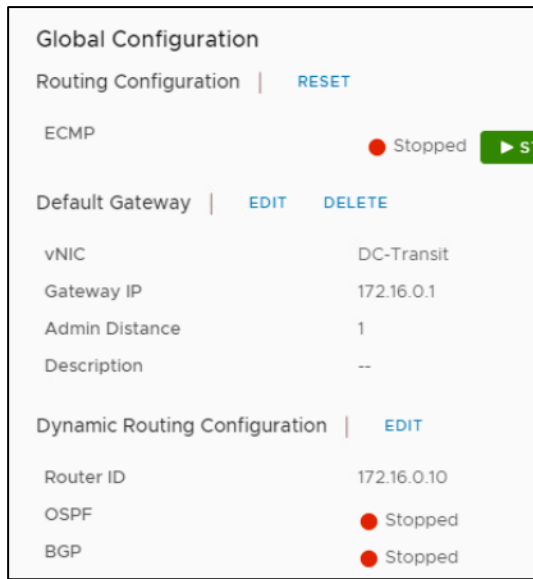 Global Configuration
Routing Configuration | RESET
ECMP Stopped
Default Gateway | EDIT DELETE
vNIC DC-Transit
Gateway IP 172.16.0.1
Admin Distance 1
Description --
Dynamic Routing Configuration | EDIT
Router ID 172.16.0.10
OSPF Stopped
BGP Stopped